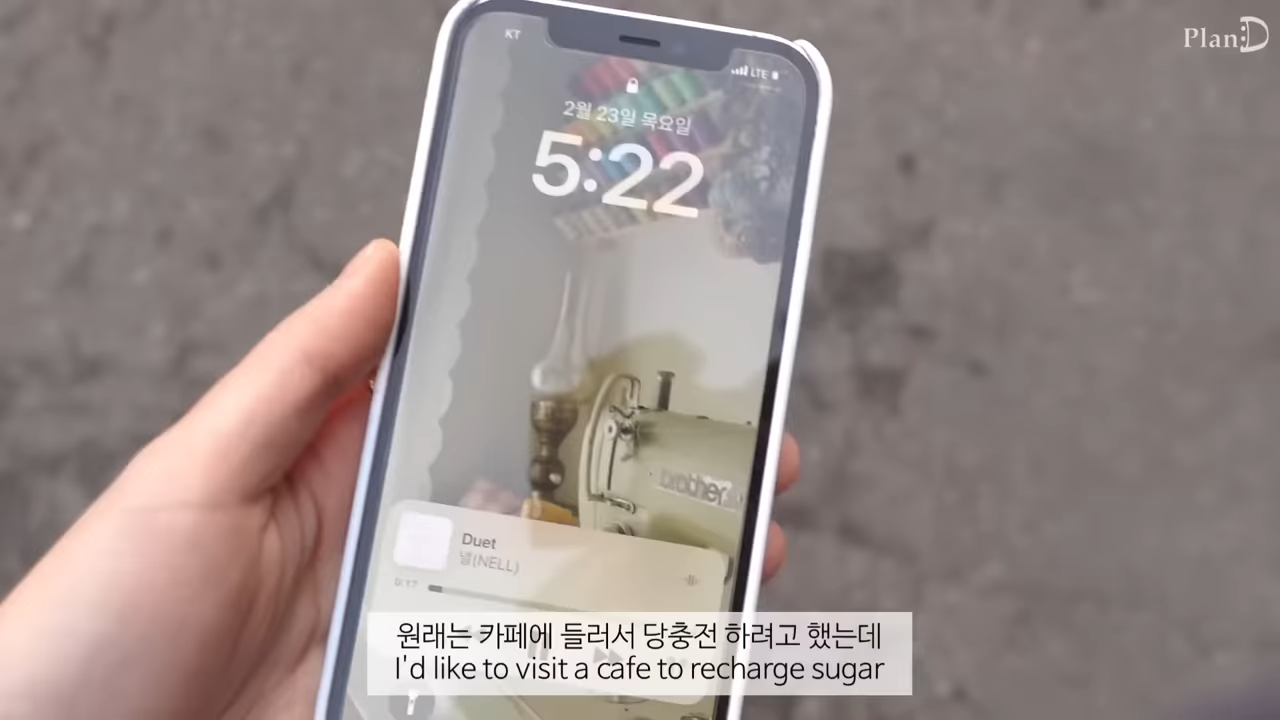 Plan:D
KT
LTE
2월 23일 목요일
5:22
brother
Duet
넬(NELL)
0:17
원래는 카페에 들러서 당충전 하려고 했는데
I'd like to visit a cafe to recharge sugar